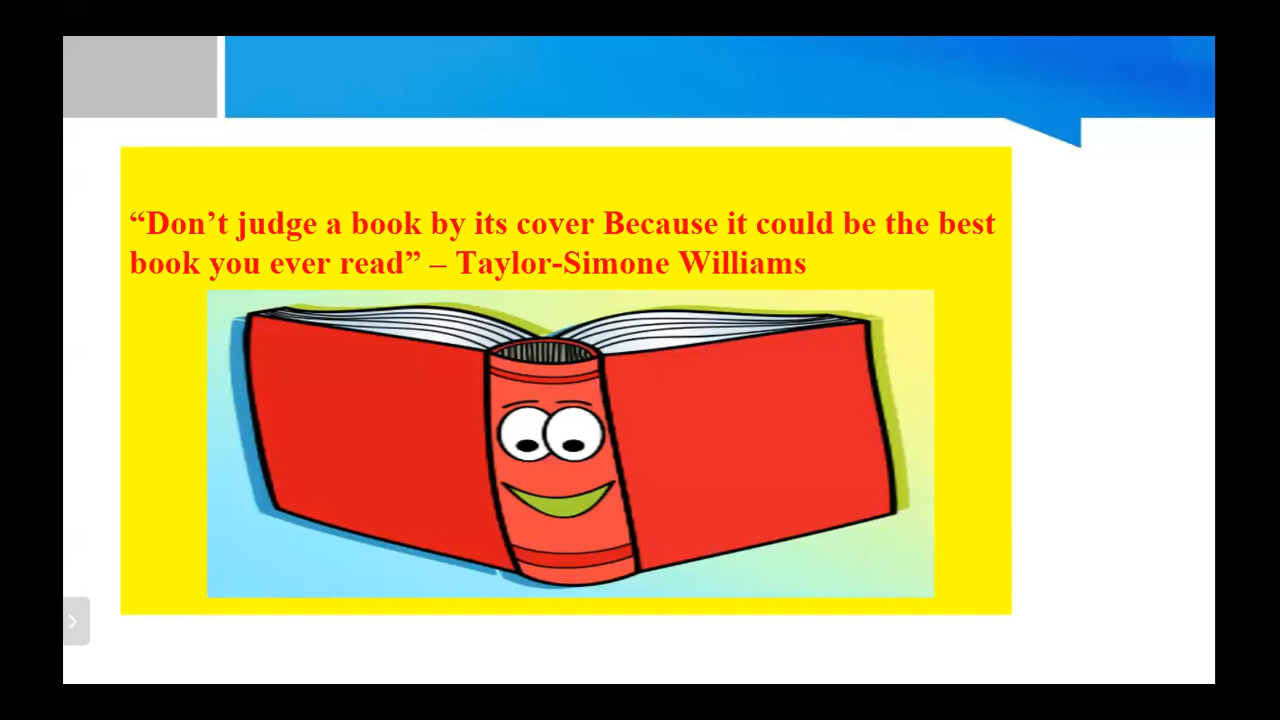 “Don’t judge a book by its cover Because it could be the best
book you ever read” – Taylor-Simone Williams